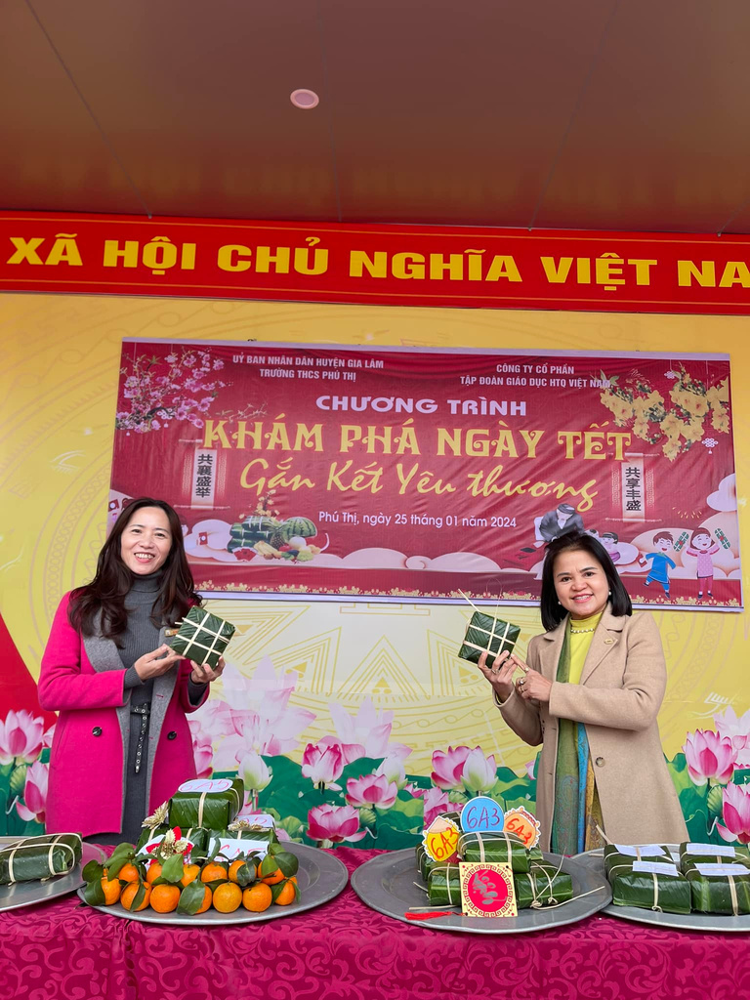 XÃ HỘI CHỦ NGHĨA VIỆT NA
UỶ BAN NHÂN DÂN HUYỆN GIA LÂM
TRƯỜNG THCS PHÚ THỊ
CÔNG TY CỔ PHẦN
TẬP ĐOÀN GIÁO DỤC HTQ VIỆT NAM
CHƯƠNG TRÌNH
KHÁM PHÁ NGÀY TẾT
Gắn Kết Yêu thương
共襄盛举
共享丰盛
Phú Thị, ngày 25 tháng 01 năm 2024
6A3
6A3
6A3
6A3